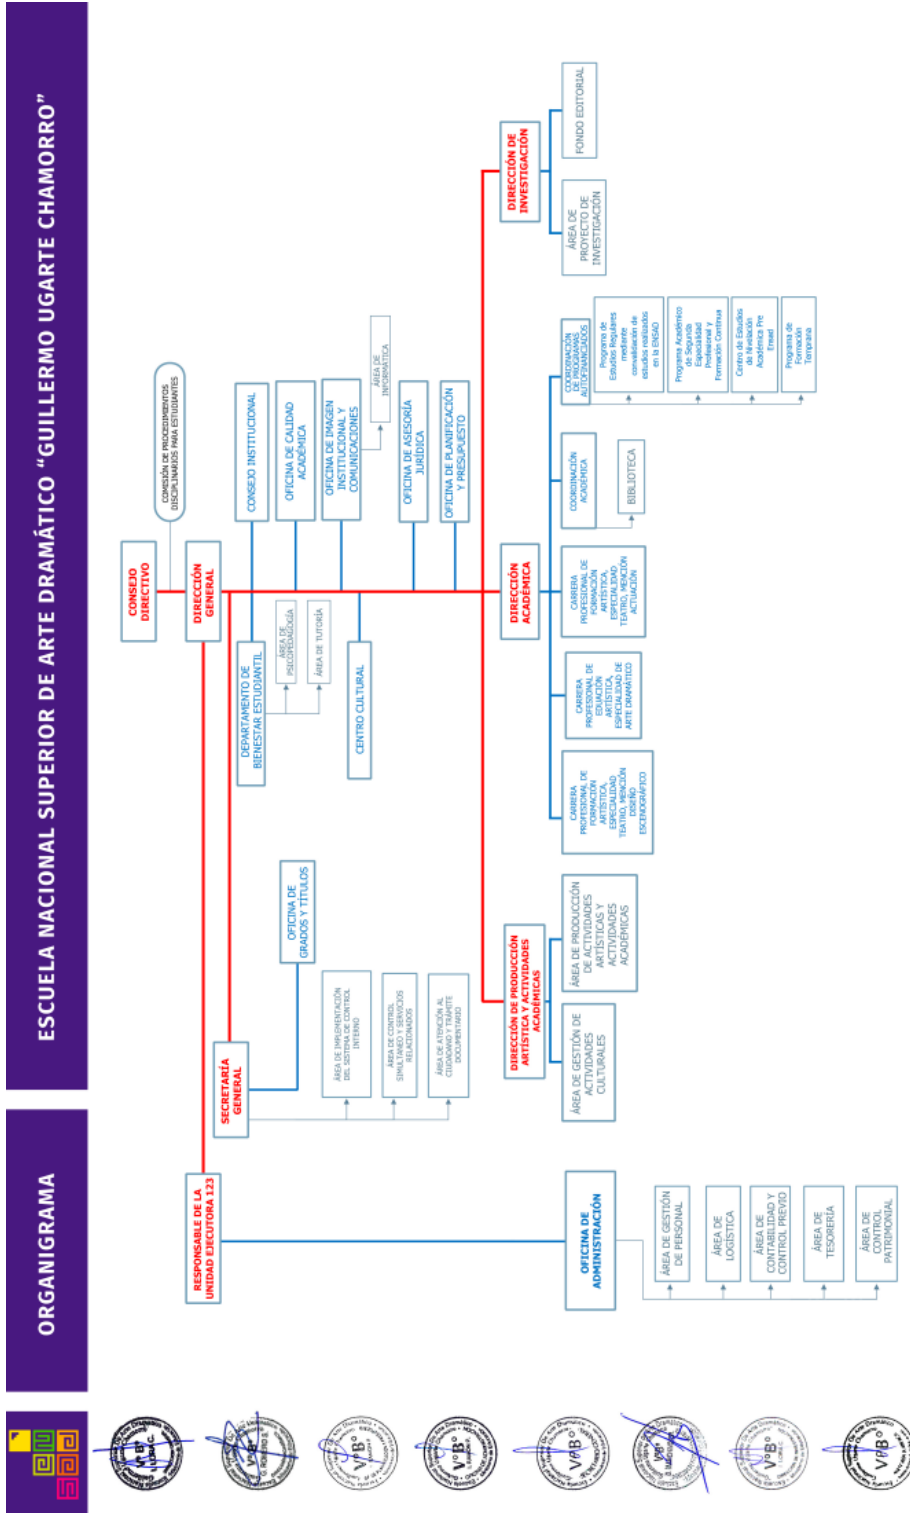 ORGANIGRAMA
ESCUELA NACIONAL SUPERIOR DE ARTE DRAMÁTICO “GUILLERMO UGARTE CHAMORRO”
CONSEJO
DIRECTIVO
COMISIÓN DE PROCEDIMIENTOS
DISCIPLINARIOS PARA ESTUDIANTES
DIRECCIÓN
GENERAL
RESPONSABLE DE LA
UNIDAD EJECUTORA 123
SECRETARÍA
GENERAL
OFICINA DE
GRADOS Y TÍTULOS
ÁREA DE IMPLEMENTACIÓN
DEL SISTEMA DE CONTROL
INTERNO
ÁREA DE CONTROL
SIMULTANEO Y SERVICIOS
RELACIONADOS
ÁREA DE ATENCIÓN AL
CIUDADANO Y TRÁMITE
DOCUMENTARIO
DEPARTAMENTO DE
BIENESTAR ESTUDIANTIL
ÁREA DE
PSICOPEDAGOGÍA
ÁREA DE TUTORÍA
CENTRO CULTURAL
CONSEJO INSTITUCIONAL
OFICINA DE CALIDAD
ACADÉMICA
OFICINA DE IMAGEN
INSTITUCIONAL Y
COMUNICACIONES
ÁREA DE
INFORMÁTICA
OFICINA DE ASESORÍA
JURÍDICA
OFICINA DE PLANIFICACIÓN
Y PRESUPUESTO
OFICINA DE
ADMINISTRACIÓN
ÁREA DE GESTIÓN
DE PERSONAL
ÁREA DE
LOGÍSTICA
ÁREA DE
CONTABILIDAD Y
CONTROL PREVIO
ÁREA DE
TESORERÍA
ÁREA DE
CONTROL
PATRIMONIAL
DIRECCIÓN DE PRODUCCIÓN
ARTÍSTICA Y ACTIVIDADES
ACADÉMICAS
ÁREA DE GESTIÓN DE
ACTIVIDADES
CULTURALES
ÁREA DE PRODUCCIÓN
DE ACTIVIDADES
ARTÍSTICAS Y
ACTIVIDADES
ACADÉMICAS
DIRECCIÓN
ACADÉMICA
CARRERA
PROFESIONAL DE
FORMACIÓN
ARTÍSTICA,
ESPECIALIDAD
TEATRO, MENCIÓN
DISEÑO
ESCENOGRÁFICO
CARRERA
PROFESIONAL DE
EDUACIÓN
ARTÍSTICA,
ESPECIALIDAD DE
ARTE DRAMÁTICO
CARRERA
PROFESIONAL DE
FORMACIÓN
ARTÍSTICA,
ESPECIALIDAD
TEATRO, MENCIÓN
ACTUACIÓN
COORDINACIÓN
ACADÉMICA
BIBLIOTECA
COORDINACIÓN
DE PROGRAMAS
AUTOFINANCIADOS
Programa de
Estudios Regulares
mediante
convalidación de
estudios realizados
en la ENSAD
Programa Académico
de Segunda
Especialidad
Profesional y
Formación Continua
Centro de Estudios
de Nivelación
Académica Pre
Ensad
Programa de
Formación
Temprana
DIRECCIÓN DE
INVESTIGACIÓN
ÁREA DE
PROYECTO DE
INVESTIGACIÓN
FONDO EDITORIAL
V°B°
V°B°
V°B°
V°B°
V°B°
V°B°
V°B°
V°B°